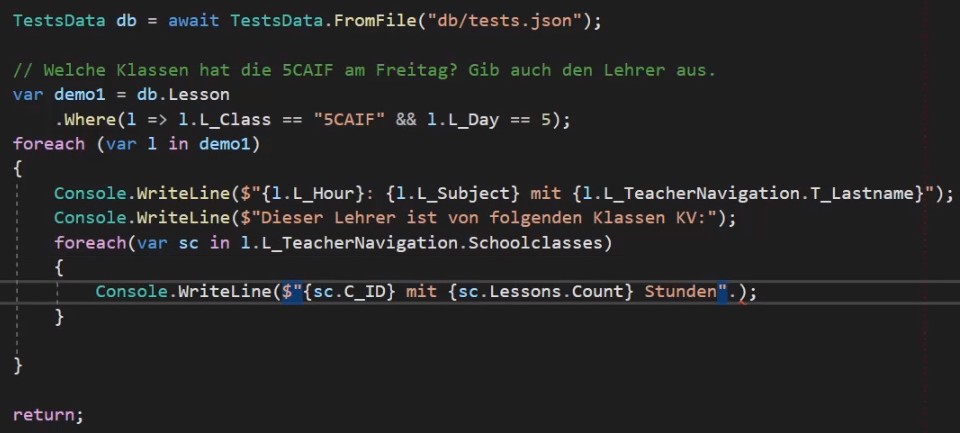 TestsData db = await TestsData.FromFile("db/tests.json");
// Welche Klassen hat die 5CAIF am Freitag? Gib auch den Lehrer aus.
var demo1 = db.Lesson
.Where(l => l.L_Class == "5CAIF" && l.L_Day == 5);
foreach (var l in demo1)
{
Console.WriteLine($"{l.L_Hour}: {l.L_Subject} mit {l.L_TeacherNavigation.T_Lastname}");
Console.WriteLine($"Dieser Lehrer ist von folgenden Klassen KV:");
foreach(var sc in l.L_TeacherNavigation.Schoolclasses)
{
Console.WriteLine($"{sc.C_ID} mit {sc.Lessons.Count} Stunden".);
}
}
return;